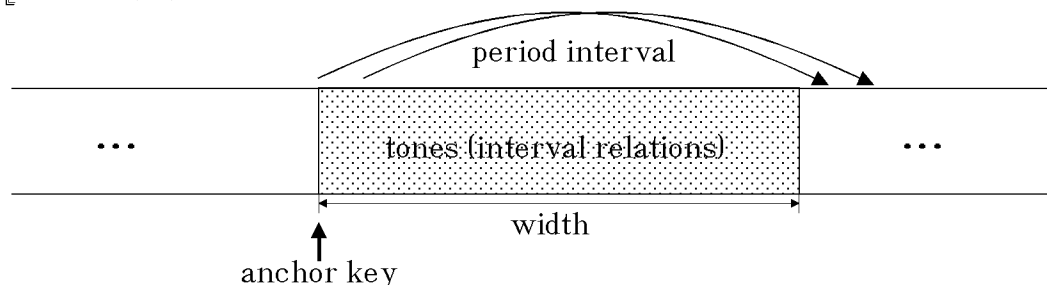 period interval
... tones (interval relations) ...
width
anchor key